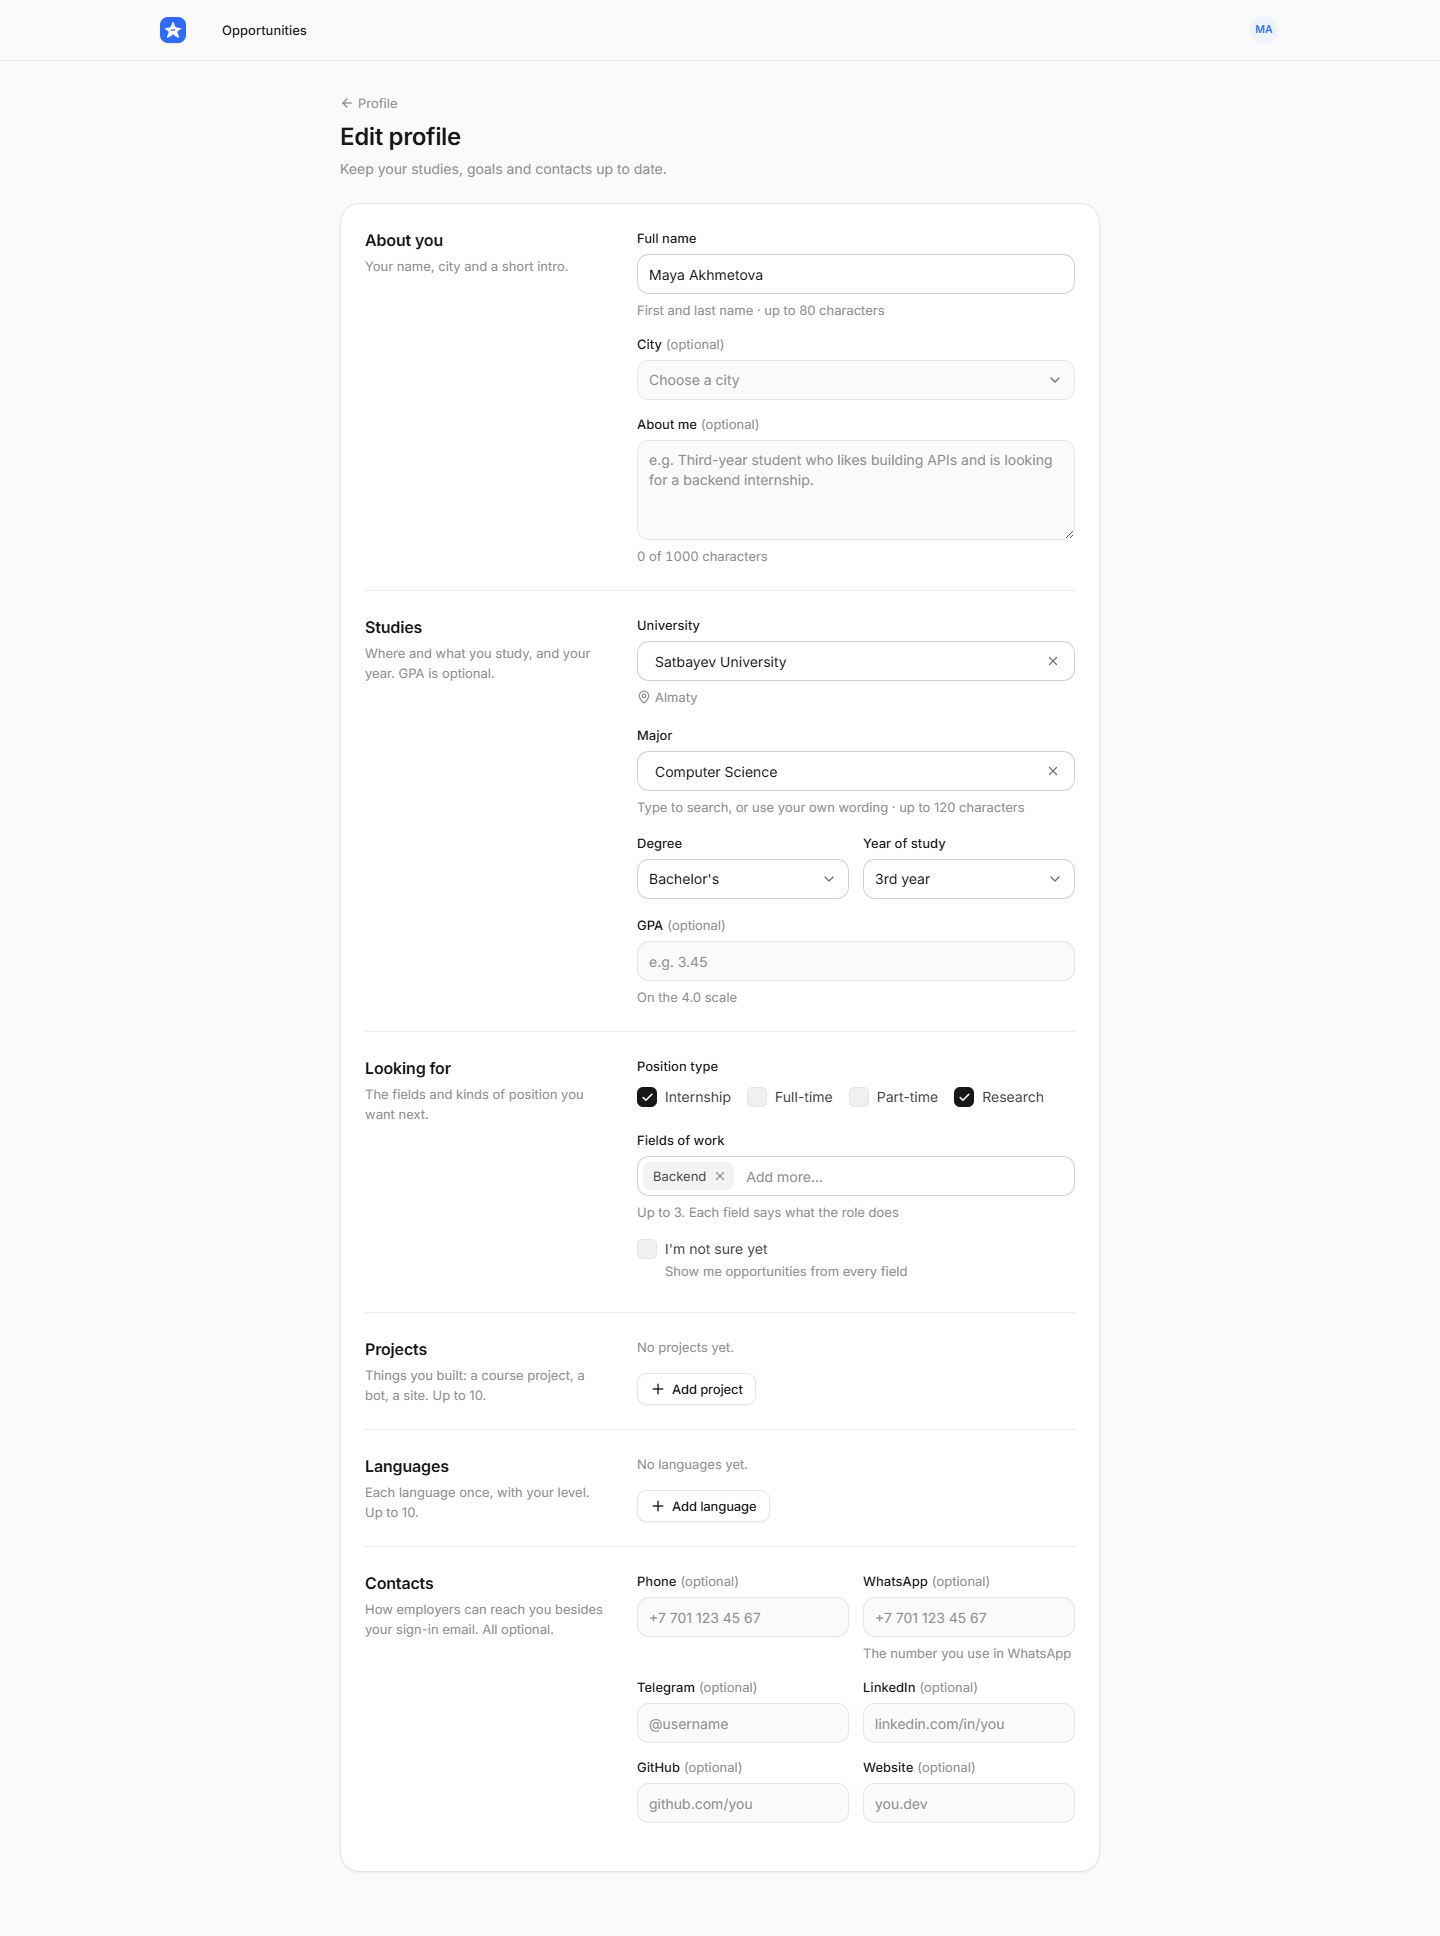 Opportunities
MA
Profile
Edit profile
Keep your studies, goals and contacts up to date.
About you
Your name, city and a short intro.
Full name
Maya Akhmetova
First and last name · up to 80 characters
City (optional)
Choose a city
About me (optional)
e.g. Third-year student who likes building APIs and is looking
for a backend internship.
0 of 1000 characters
Studies
Where and what you study, and your
year. GPA is optional.
University
Satbayev University
Almaty
Major
Computer Science
Type to search, or use your own wording · up to 120 characters
Degree
Year of study
Bachelor's
3rd year
GPA (optional)
e.g. 3.45
On the 4.0 scale
Looking for
The fields and kinds of position you
want next.
Position type
Internship
Full-time
Part-time
Research
Fields of work
Backend
Add more...
Up to 3. Each field says what the role does
I'm not sure yet
Show me opportunities from every field
Projects
Things you built: a course project, a
bot, a site. Up to 10.
No projects yet.
Add project
Languages
Each language once, with your level.
Up to 10.
No languages yet.
Add language
Contacts
How employers can reach you besides
your sign-in email. All optional.
Phone (optional)
WhatsApp (optional)
+7 701 123 45 67
+7 701 123 45 67
The number you use in WhatsApp
Telegram (optional)
LinkedIn (optional)
@username
linkedin.com/in/you
GitHub (optional)
Website (optional)
github.com/you
you.dev